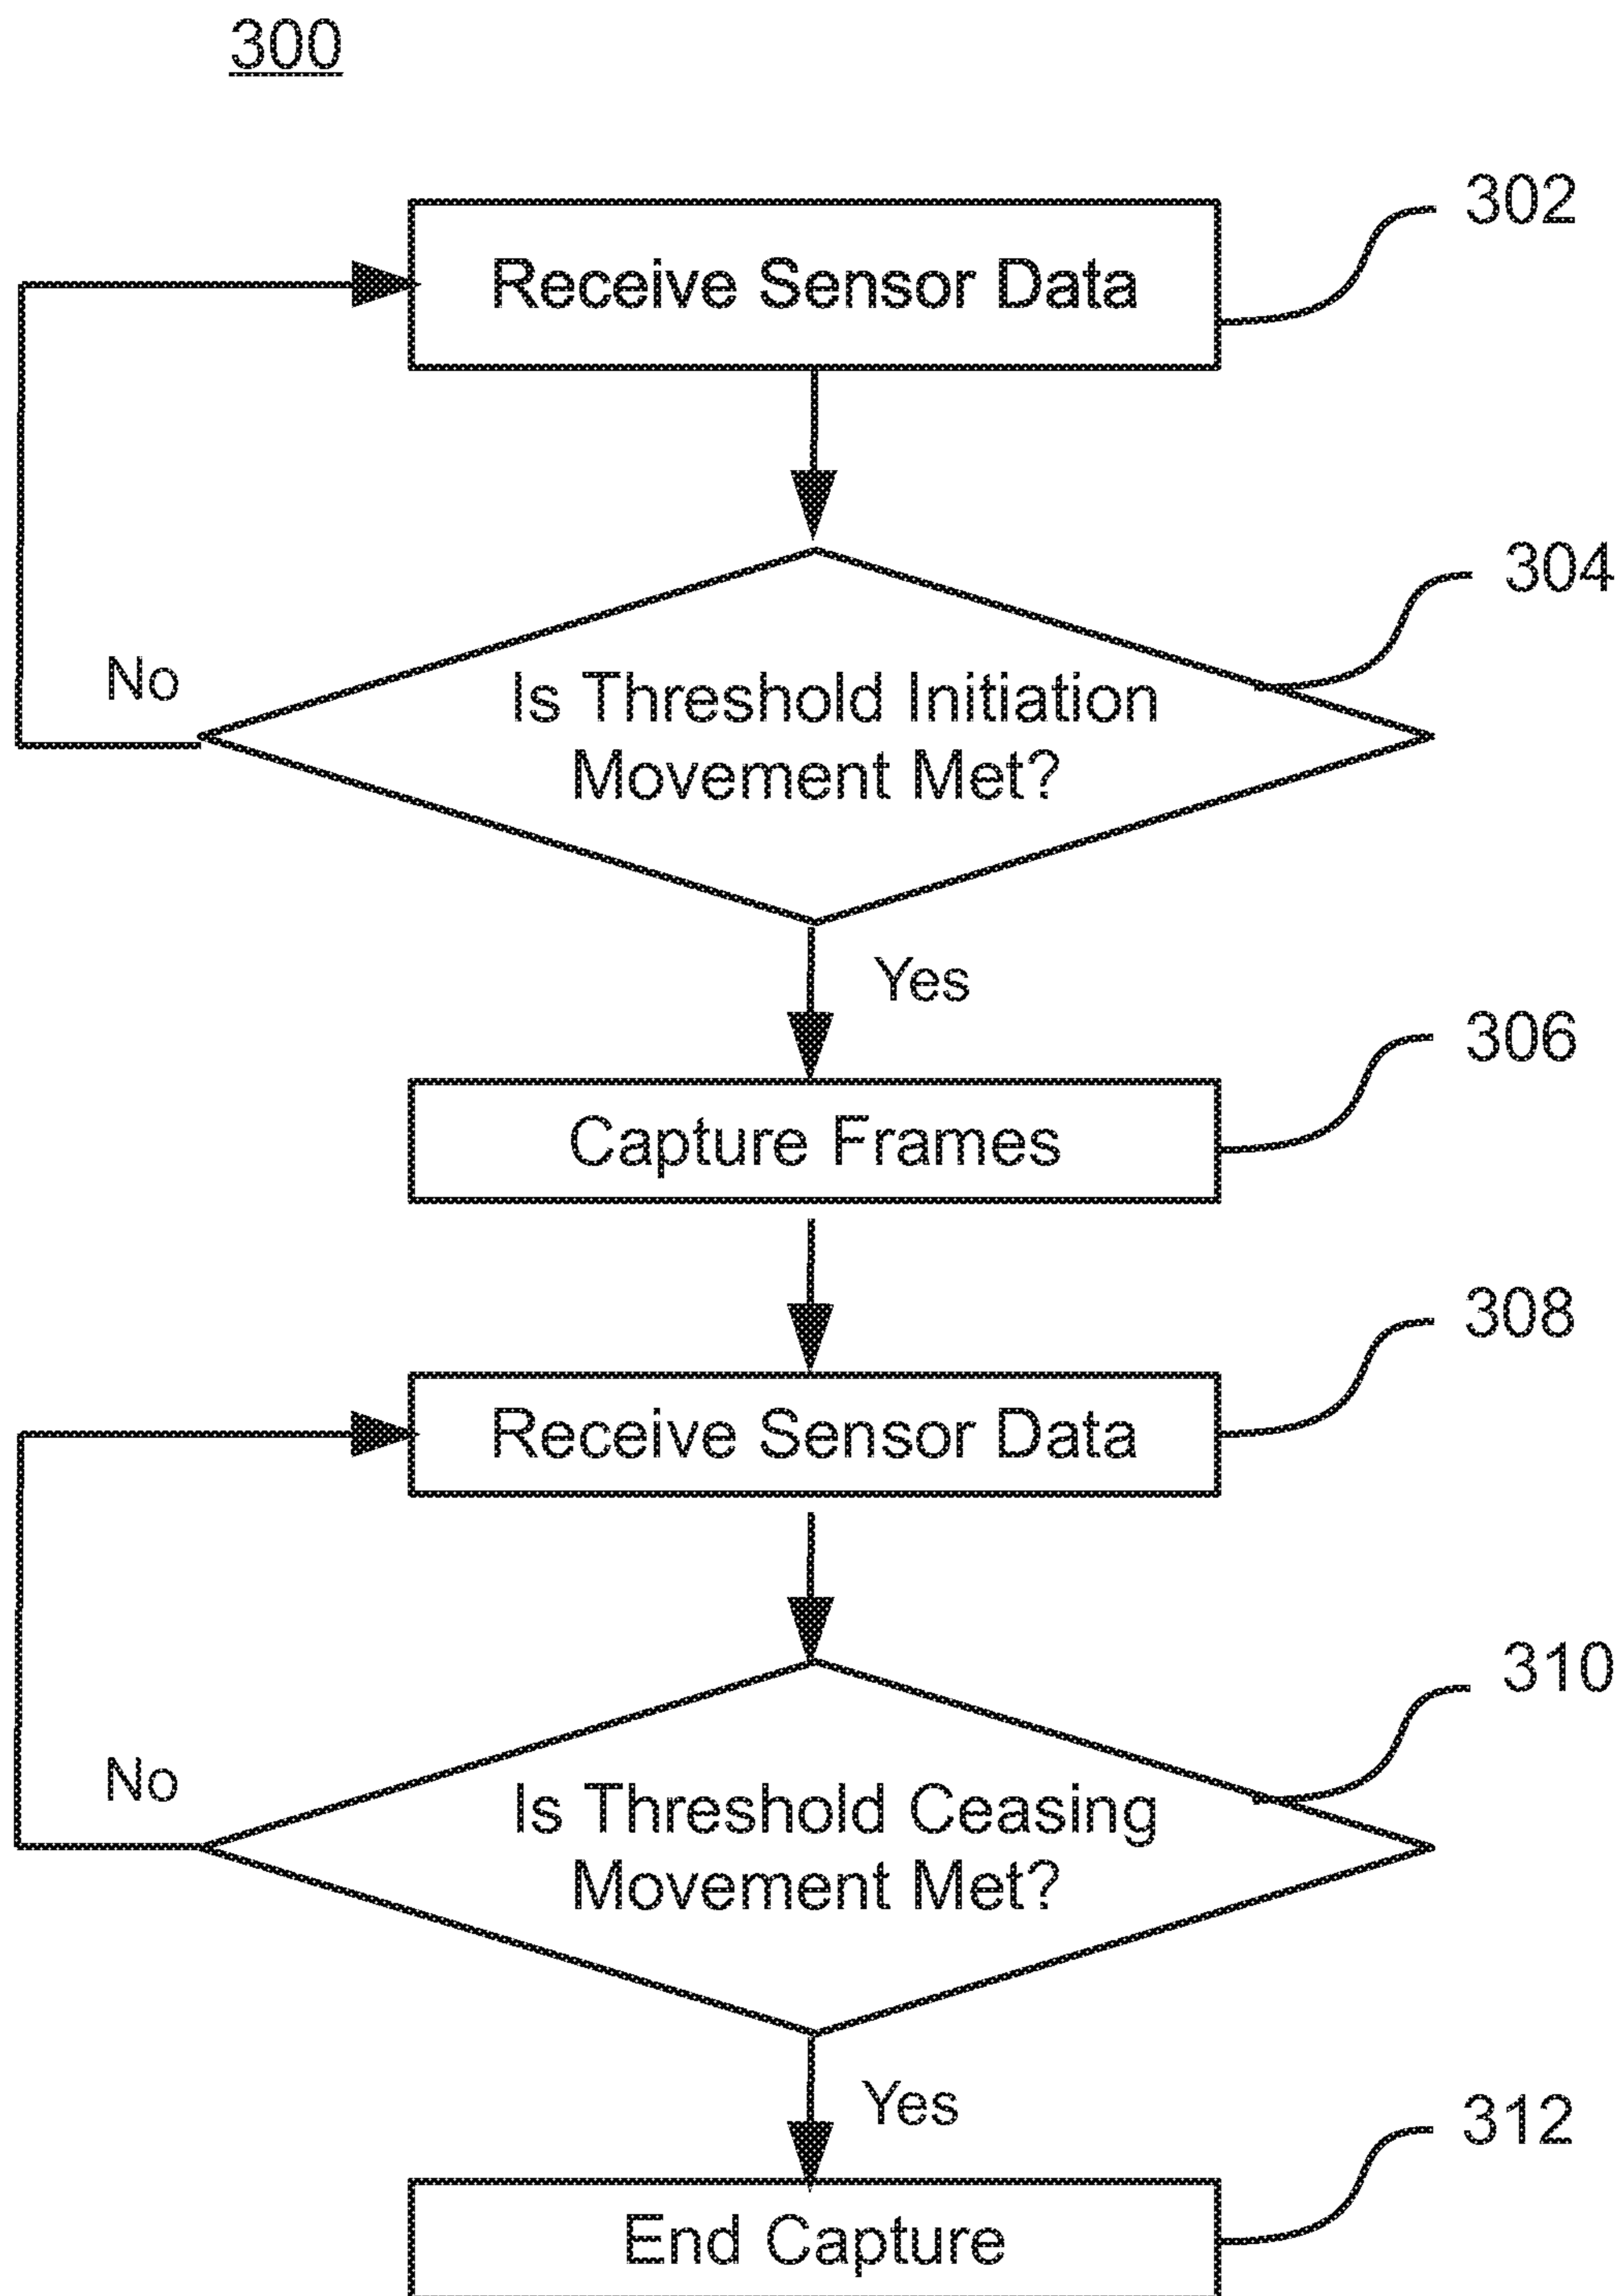 300
Receive Sensor Data
302
Is Threshold Initiation
Movement Met?
304
No
Yes
Capture Frames
306
Receive Sensor Data
308
Is Threshold Ceasing
Movement Met?
310
No
Yes
End Capture
312